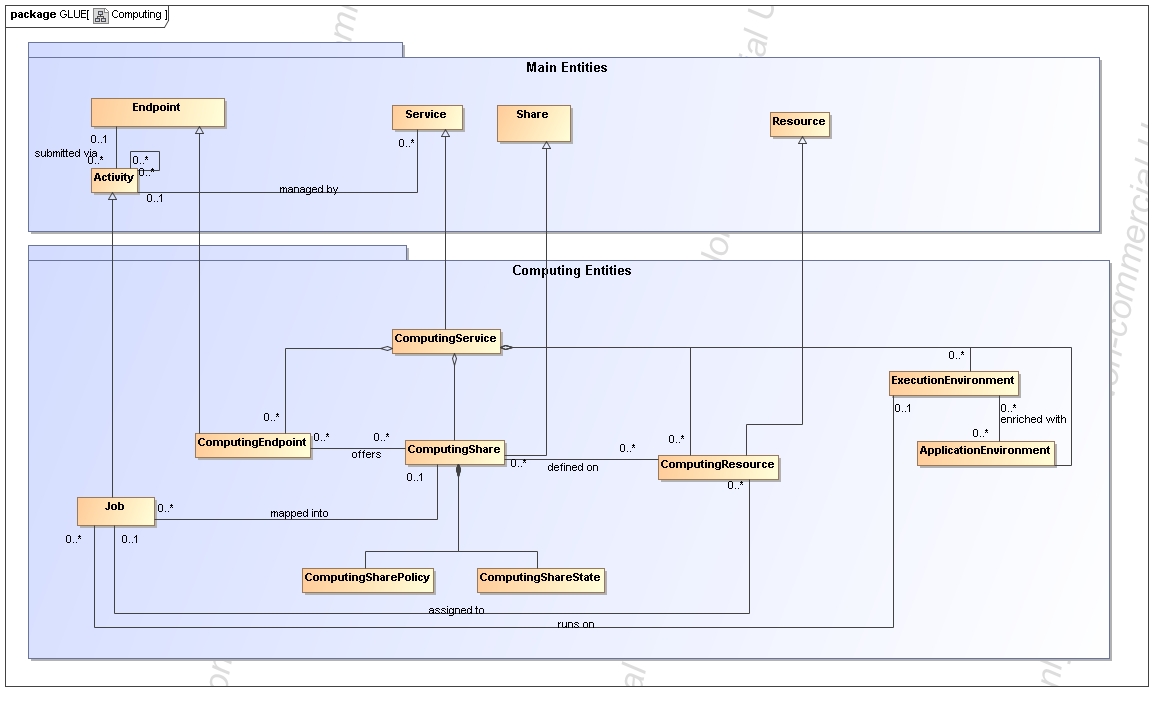 package GLUE[ Computing ]
Main Entities
Endpoint
Service
Share
Resource
0..1
0..*
submitted via
0..*
0..*
0..*
Activity
0..1
managed by
Computing Entities
ComputingService
0..*
ExecutionEnvironment
0..1
0..*
enriched with
0..*
0..*
ApplicationEnvironment
ComputingEndpoint
0..*
0..*
offers
ComputingShare
0..*
0..*
0..*
defined on
ComputingResource
0..1
0..*
Job
0..*
mapped into
0..*
0..1
ComputingSharePolicy
ComputingShareState
assigned to
runs on
on-commercial U